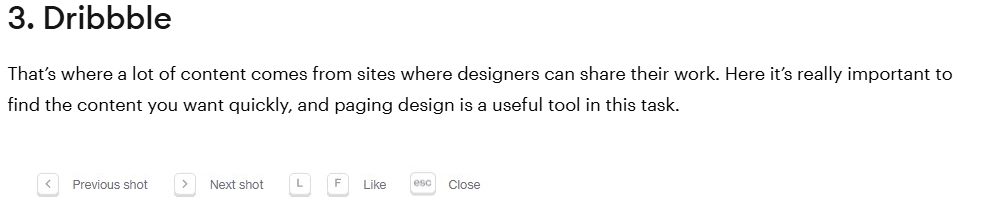 3. Dribbble
That's where a lot of content comes from sites where designers can share their work. Here it's really important to
find the content you want quickly, and paging design is a useful tool in this task.
< Previous shot > Next shot L F Like esc Close